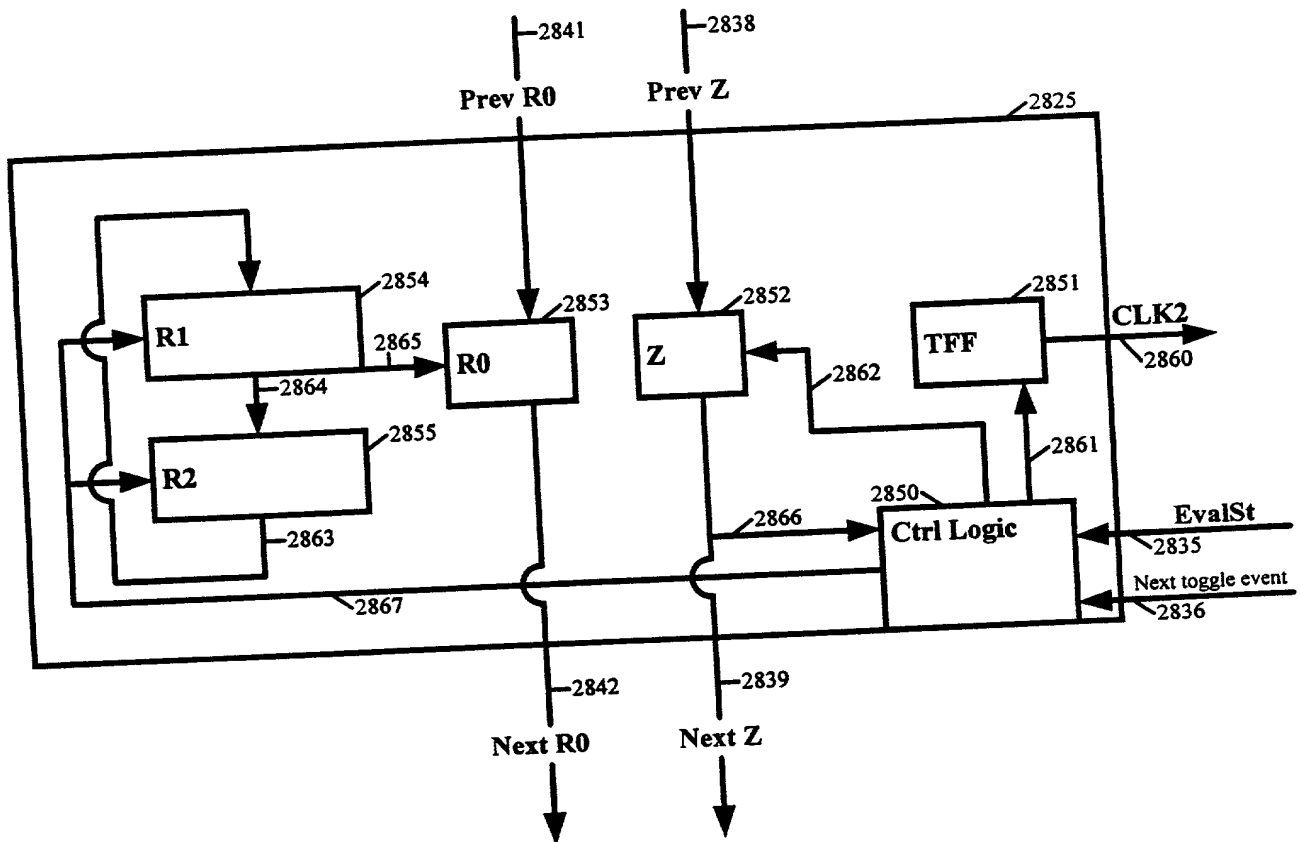 2841
2838
Prev R0
Prev Z
2825
2854
2853
2852
2851
CLK2
R1
2865
R0
Z
TFF
2860
2864
2862
2855
2861
R2
2850
EvalSt
2863
2866
Ctrl Logic
2835
Next toggle event
2867
2836
2842
2839
Next R0
Next Z